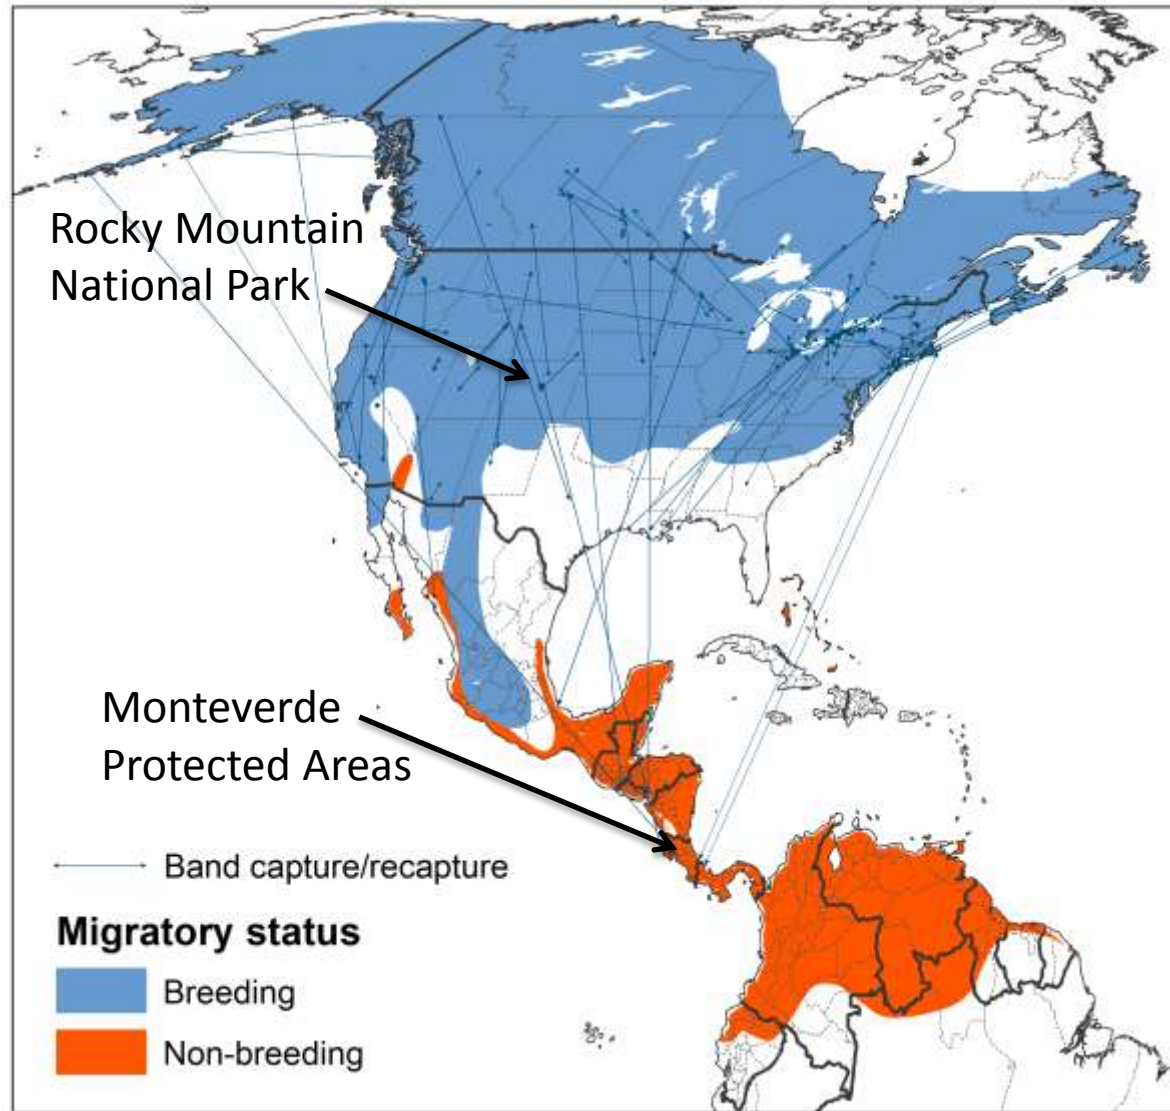 Rocky Mountain
National Park
Monteverde
Protected Areas
Band capture/recapture
Migratory status
Breeding
Non-breeding